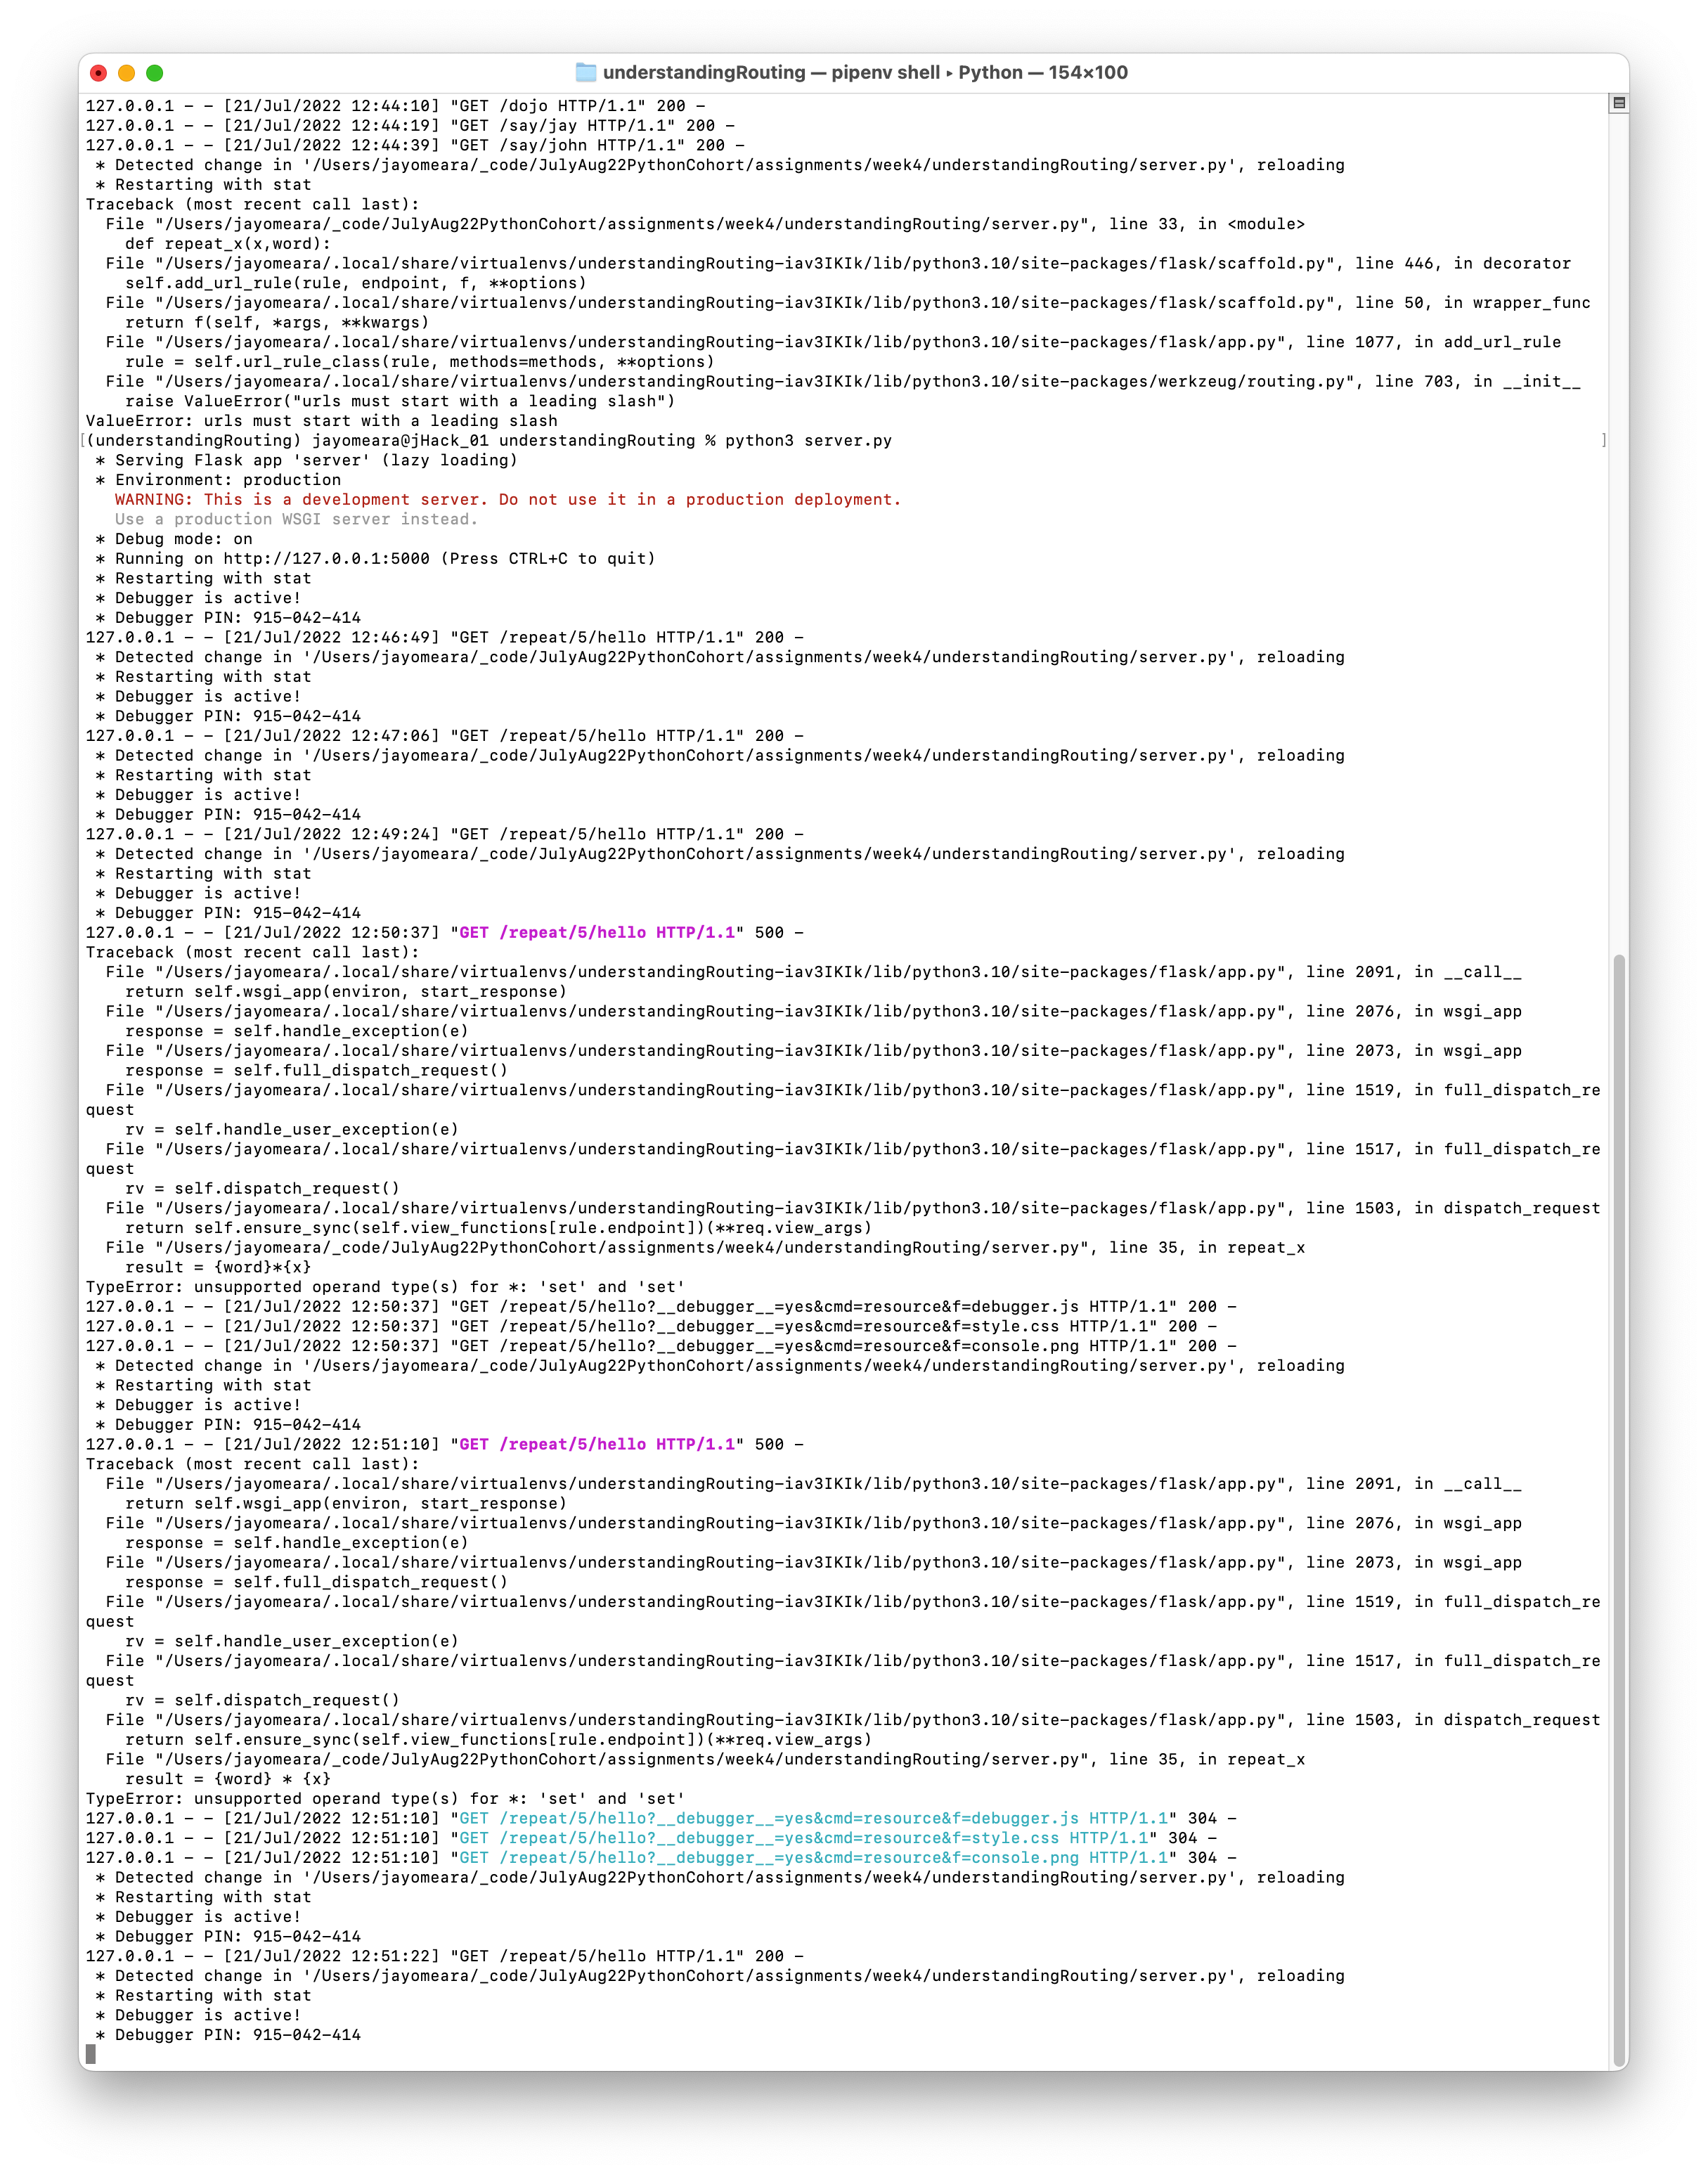 understandingRouting — pipenv shell ▸ Python — 154×100
127.0.0.1 - - [21/Jul/2022 12:44:10] "GET /dojo HTTP/1.1" 200 -
127.0.0.1 - - [21/Jul/2022 12:44:19] "GET /say/jay HTTP/1.1" 200 -
127.0.0.1 - - [21/Jul/2022 12:44:39] "GET /say/john HTTP/1.1" 200 -
 * Detected change in '/Users/jayomeara/_code/JulyAug22PythonCohort/assignments/week4/understandingRouting/server.py', reloading
 * Restarting with stat
Traceback (most recent call last):
  File "/Users/jayomeara/_code/JulyAug22PythonCohort/assignments/week4/understandingRouting/server.py", line 33, in <module>
    def repeat_x(x,word):
  File "/Users/jayomeara/.local/share/virtualenvs/understandingRouting-iav3IKIk/lib/python3.10/site-packages/flask/scaffold.py", line 446, in decorator
    self.add_url_rule(rule, endpoint, f, **options)
  File "/Users/jayomeara/.local/share/virtualenvs/understandingRouting-iav3IKIk/lib/python3.10/site-packages/flask/scaffold.py", line 50, in wrapper_func
    return f(self, *args, **kwargs)
  File "/Users/jayomeara/.local/share/virtualenvs/understandingRouting-iav3IKIk/lib/python3.10/site-packages/flask/app.py", line 1077, in add_url_rule
    rule = self.url_rule_class(rule, methods=methods, **options)
  File "/Users/jayomeara/.local/share/virtualenvs/understandingRouting-iav3IKIk/lib/python3.10/site-packages/werkzeug/routing.py", line 703, in __init__
    raise ValueError("urls must start with a leading slash")
ValueError: urls must start with a leading slash
[(understandingRouting) jayomeara@jHack_01 understandingRouting % python3 server.py ]
 * Serving Flask app 'server' (lazy loading)
 * Environment: production
   WARNING: This is a development server. Do not use it in a production deployment.
   Use a production WSGI server instead.
 * Debug mode: on
 * Running on http://127.0.0.1:5000 (Press CTRL+C to quit)
 * Restarting with stat
 * Debugger is active!
 * Debugger PIN: 915-042-414
127.0.0.1 - - [21/Jul/2022 12:46:49] "GET /repeat/5/hello HTTP/1.1" 200 -
 * Detected change in '/Users/jayomeara/_code/JulyAug22PythonCohort/assignments/week4/understandingRouting/server.py', reloading
 * Restarting with stat
 * Debugger is active!
 * Debugger PIN: 915-042-414
127.0.0.1 - - [21/Jul/2022 12:47:06] "GET /repeat/5/hello HTTP/1.1" 200 -
 * Detected change in '/Users/jayomeara/_code/JulyAug22PythonCohort/assignments/week4/understandingRouting/server.py', reloading
 * Restarting with stat
 * Debugger is active!
 * Debugger PIN: 915-042-414
127.0.0.1 - - [21/Jul/2022 12:49:24] "GET /repeat/5/hello HTTP/1.1" 200 -
 * Detected change in '/Users/jayomeara/_code/JulyAug22PythonCohort/assignments/week4/understandingRouting/server.py', reloading
 * Restarting with stat
 * Debugger is active!
 * Debugger PIN: 915-042-414
127.0.0.1 - - [21/Jul/2022 12:50:37] "GET /repeat/5/hello HTTP/1.1" 500 -
Traceback (most recent call last):
  File "/Users/jayomeara/.local/share/virtualenvs/understandingRouting-iav3IKIk/lib/python3.10/site-packages/flask/app.py", line 2091, in __call__
    return self.wsgi_app(environ, start_response)
  File "/Users/jayomeara/.local/share/virtualenvs/understandingRouting-iav3IKIk/lib/python3.10/site-packages/flask/app.py", line 2076, in wsgi_app
    response = self.handle_exception(e)
  File "/Users/jayomeara/.local/share/virtualenvs/understandingRouting-iav3IKIk/lib/python3.10/site-packages/flask/app.py", line 2073, in wsgi_app
    response = self.full_dispatch_request()
  File "/Users/jayomeara/.local/share/virtualenvs/understandingRouting-iav3IKIk/lib/python3.10/site-packages/flask/app.py", line 1519, in full_dispatch_re
quest
    rv = self.handle_user_exception(e)
  File "/Users/jayomeara/.local/share/virtualenvs/understandingRouting-iav3IKIk/lib/python3.10/site-packages/flask/app.py", line 1517, in full_dispatch_re
quest
    rv = self.dispatch_request()
  File "/Users/jayomeara/.local/share/virtualenvs/understandingRouting-iav3IKIk/lib/python3.10/site-packages/flask/app.py", line 1503, in dispatch_request
    return self.ensure_sync(self.view_functions[rule.endpoint])(**req.view_args)
  File "/Users/jayomeara/_code/JulyAug22PythonCohort/assignments/week4/understandingRouting/server.py", line 35, in repeat_x
    result = {word}*{x}
TypeError: unsupported operand type(s) for *: 'set' and 'set'
127.0.0.1 - - [21/Jul/2022 12:50:37] "GET /repeat/5/hello?__debugger__=yes&cmd=resource&f=debugger.js HTTP/1.1" 200 -
127.0.0.1 - - [21/Jul/2022 12:50:37] "GET /repeat/5/hello?__debugger__=yes&cmd=resource&f=style.css HTTP/1.1" 200 -
127.0.0.1 - - [21/Jul/2022 12:50:37] "GET /repeat/5/hello?__debugger__=yes&cmd=resource&f=console.png HTTP/1.1" 200 -
 * Detected change in '/Users/jayomeara/_code/JulyAug22PythonCohort/assignments/week4/understandingRouting/server.py', reloading
 * Restarting with stat
 * Debugger is active!
 * Debugger PIN: 915-042-414
127.0.0.1 - - [21/Jul/2022 12:51:10] "GET /repeat/5/hello HTTP/1.1" 500 -
Traceback (most recent call last):
  File "/Users/jayomeara/.local/share/virtualenvs/understandingRouting-iav3IKIk/lib/python3.10/site-packages/flask/app.py", line 2091, in __call__
    return self.wsgi_app(environ, start_response)
  File "/Users/jayomeara/.local/share/virtualenvs/understandingRouting-iav3IKIk/lib/python3.10/site-packages/flask/app.py", line 2076, in wsgi_app
    response = self.handle_exception(e)
  File "/Users/jayomeara/.local/share/virtualenvs/understandingRouting-iav3IKIk/lib/python3.10/site-packages/flask/app.py", line 2073, in wsgi_app
    response = self.full_dispatch_request()
  File "/Users/jayomeara/.local/share/virtualenvs/understandingRouting-iav3IKIk/lib/python3.10/site-packages/flask/app.py", line 1519, in full_dispatch_re
quest
    rv = self.handle_user_exception(e)
  File "/Users/jayomeara/.local/share/virtualenvs/understandingRouting-iav3IKIk/lib/python3.10/site-packages/flask/app.py", line 1517, in full_dispatch_re
quest
    rv = self.dispatch_request()
  File "/Users/jayomeara/.local/share/virtualenvs/understandingRouting-iav3IKIk/lib/python3.10/site-packages/flask/app.py", line 1503, in dispatch_request
    return self.ensure_sync(self.view_functions[rule.endpoint])(**req.view_args)
  File "/Users/jayomeara/_code/JulyAug22PythonCohort/assignments/week4/understandingRouting/server.py", line 35, in repeat_x
    result = {word} * {x}
TypeError: unsupported operand type(s) for *: 'set' and 'set'
127.0.0.1 - - [21/Jul/2022 12:51:10] "GET /repeat/5/hello?__debugger__=yes&cmd=resource&f=debugger.js HTTP/1.1" 304 -
127.0.0.1 - - [21/Jul/2022 12:51:10] "GET /repeat/5/hello?__debugger__=yes&cmd=resource&f=style.css HTTP/1.1" 304 -
127.0.0.1 - - [21/Jul/2022 12:51:10] "GET /repeat/5/hello?__debugger__=yes&cmd=resource&f=console.png HTTP/1.1" 304 -
 * Detected change in '/Users/jayomeara/_code/JulyAug22PythonCohort/assignments/week4/understandingRouting/server.py', reloading
 * Restarting with stat
 * Debugger is active!
 * Debugger PIN: 915-042-414
127.0.0.1 - - [21/Jul/2022 12:51:22] "GET /repeat/5/hello HTTP/1.1" 200 -
 * Detected change in '/Users/jayomeara/_code/JulyAug22PythonCohort/assignments/week4/understandingRouting/server.py', reloading
 * Restarting with stat
 * Debugger is active!
 * Debugger PIN: 915-042-414